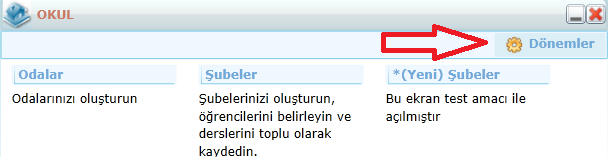 OKUL
Dönemler
Odalar
Odalarınızı oluşturun
Şubeler
Şubelerinizi oluşturun,
öğrencilerini belirleyin ve
derslerini toplu olarak
kaydedin.
*(Yeni) Şubeler
Bu ekran test amacı ile
açılmıştır